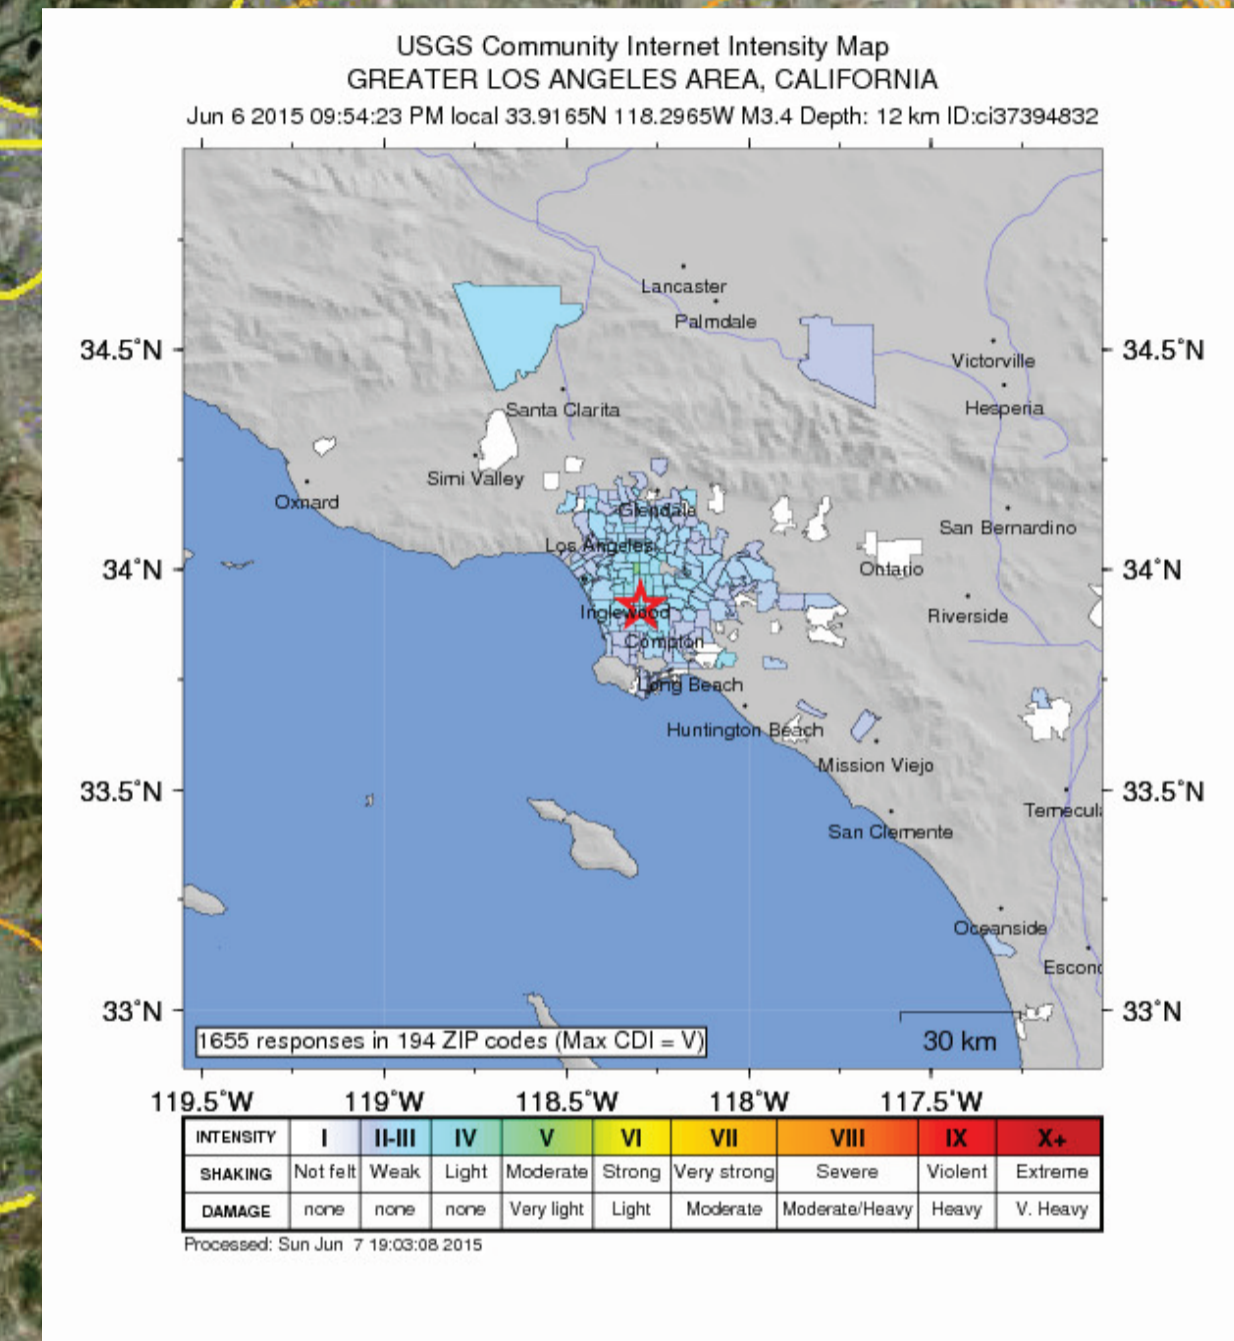 USGS Community Internet Intensity Map
GREATER LOS ANGELES AREA, CALIFORNIA
Jun 6 2015 09:54:23 PM local 33.9165N 118.2965W M3.4 Depth: 12 km ID:ci37394832
Lancaster
Palmdale
34.5°N
34.5°N
Victorville
Hesperia
Santa Clarita
Simi Valley
Oxnard
Glendale
San Bernardino
Los Angeles
34°N
Ontario
34°N
Inglewood
Riverside
Compton
Long Beach
Huntington Beach
Mission Viejo
33.5°N
33.5°N
Temecul
San Clemente
Oceanside
Escon
33°N
33°N
1655 responses in 194 ZIP codes (Max CDI = V)
30 km
119.5°W 119°W 118.5°W 118°W 117.5°W
INTENSITY I II-III IV V VI VII VIII IX X+
SHAKING Not felt Weak Light Moderate Strong Very strong Severe Violent Extreme
DAMAGE none none none Very light Light Moderate Moderate/Heavy Heavy V. Heavy
Processed: Sun Jun 7 19:03:08 2015